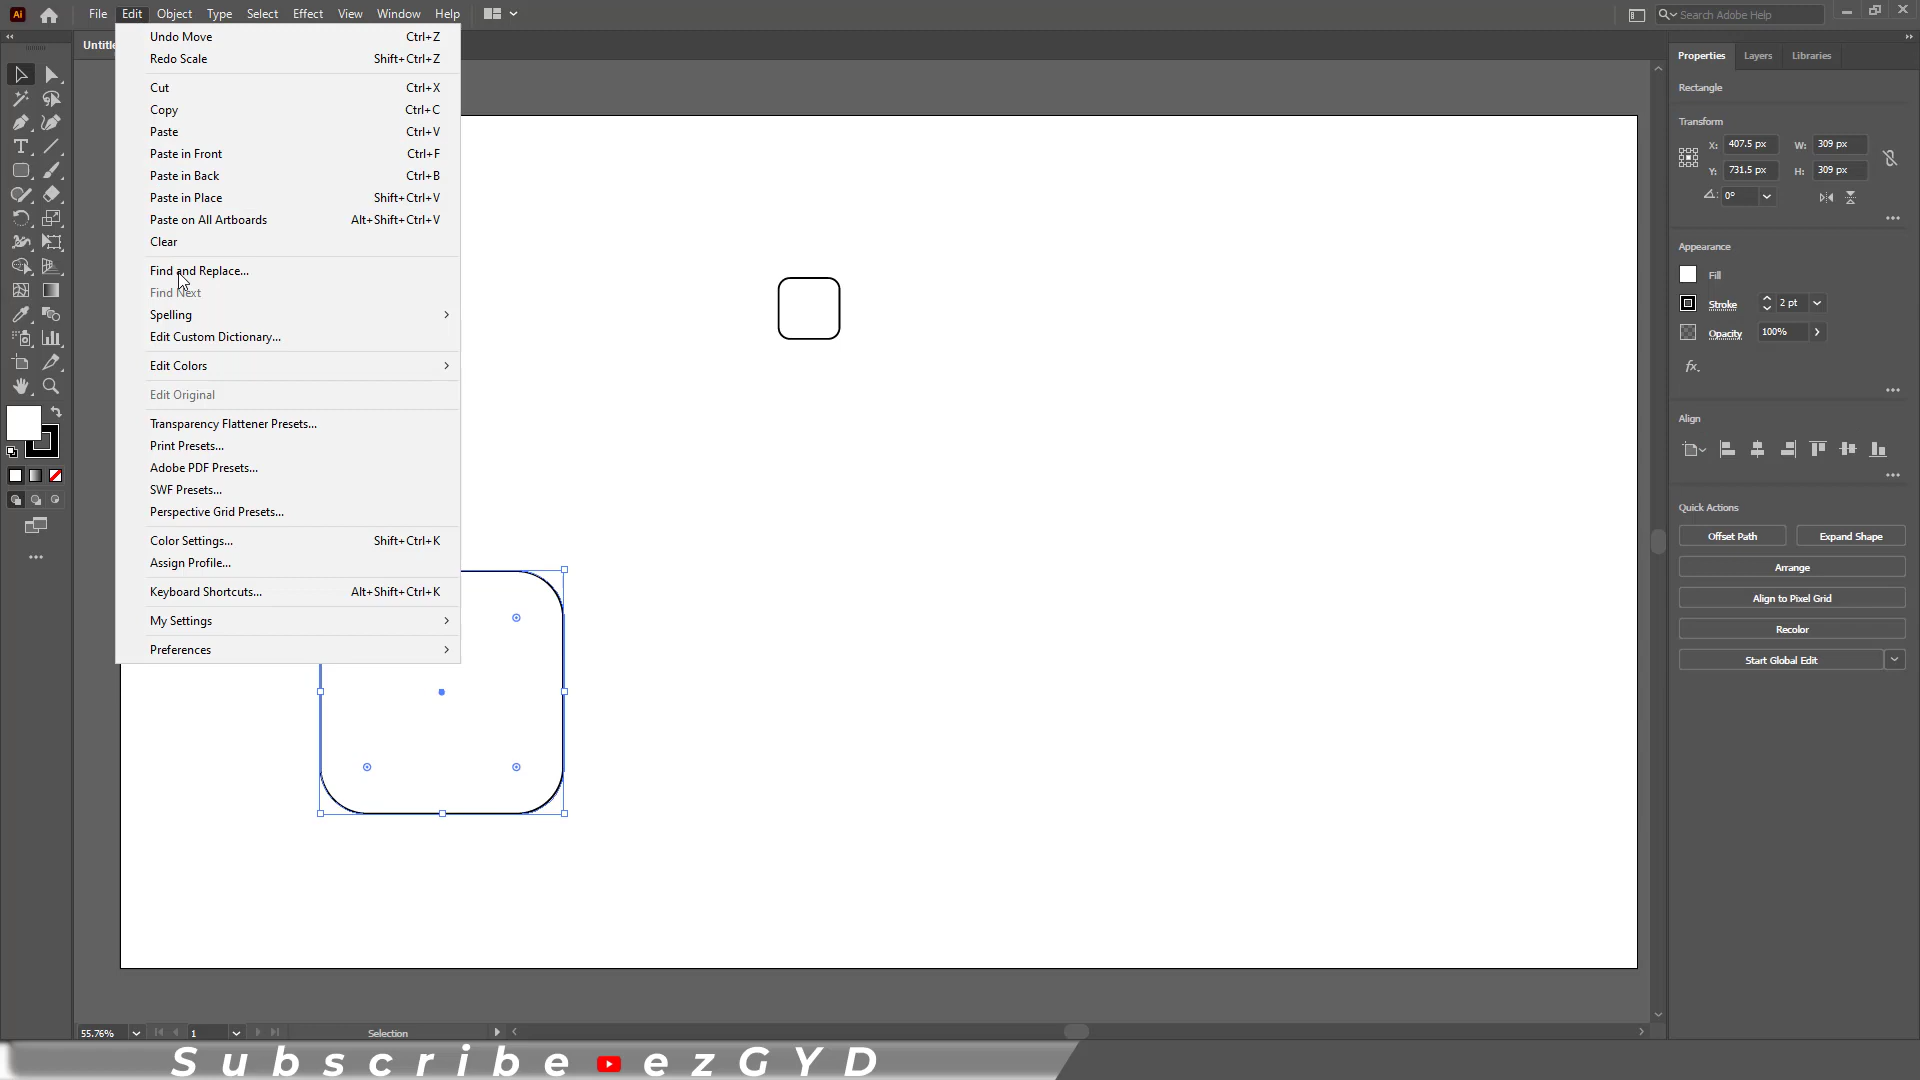 Ai File Edit Object Type Select Effect View Window Help Search Adobe Help
Properties Layers Libraries
Undo Move Ctrl+Z
Redo Scale Shift+Ctrl+Z
Cut Ctrl+X
Copy Ctrl+C
Paste Ctrl+V
Paste in Front Ctrl+F
Paste in Back Ctrl+B
Paste in Place Shift+Ctrl+V
Paste on All Artboards Alt+Shift+Ctrl+V
Clear
Find and Replace...
Find Next
Spelling
Edit Custom Dictionary...
Edit Colors
Edit Original
Transparency Flattener Presets...
Print Presets...
Adobe PDF Presets...
SWF Presets...
Perspective Grid Presets...
Color Settings... Shift+Ctrl+K
Assign Profile...
Keyboard Shortcuts... Alt+Shift+Ctrl+K
My Settings
Preferences
Rectangle
Transform
X: 407.5 px W: 309 px
Y: 731.5 px H: 309 px
0°
Appearance
Fill
Stroke 2 pt
Opacity 100%
fx.
Align
Quick Actions
Offset Path Expand Shape
Arrange
Align to Pixel Grid
Recolor
Start Global Edit
55.76% 1 Selection
Subscribe ezGYD